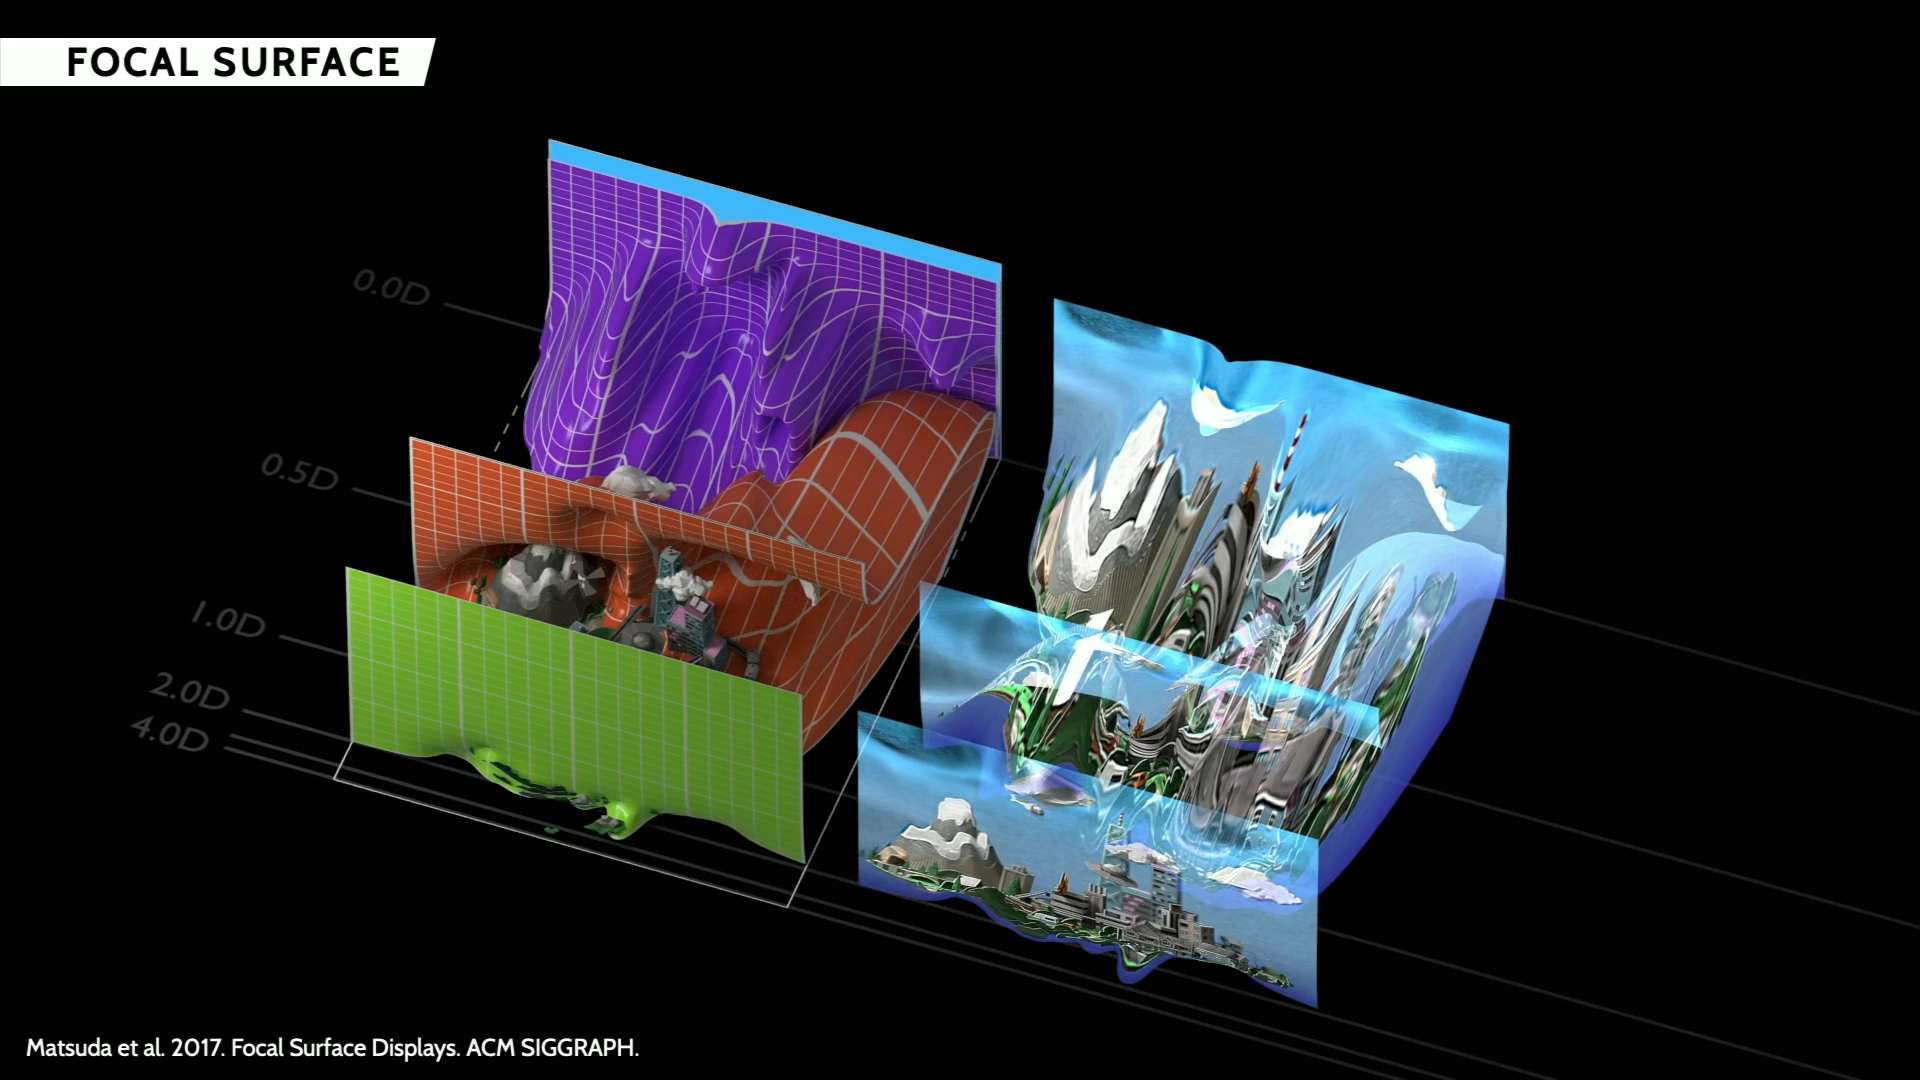 FOCAL SURFACE
0.0D
0.5D
1.0D
2.0D
4.0D
Matsuda et al. 2017. Focal Surface Displays. ACM SIGGRAPH.